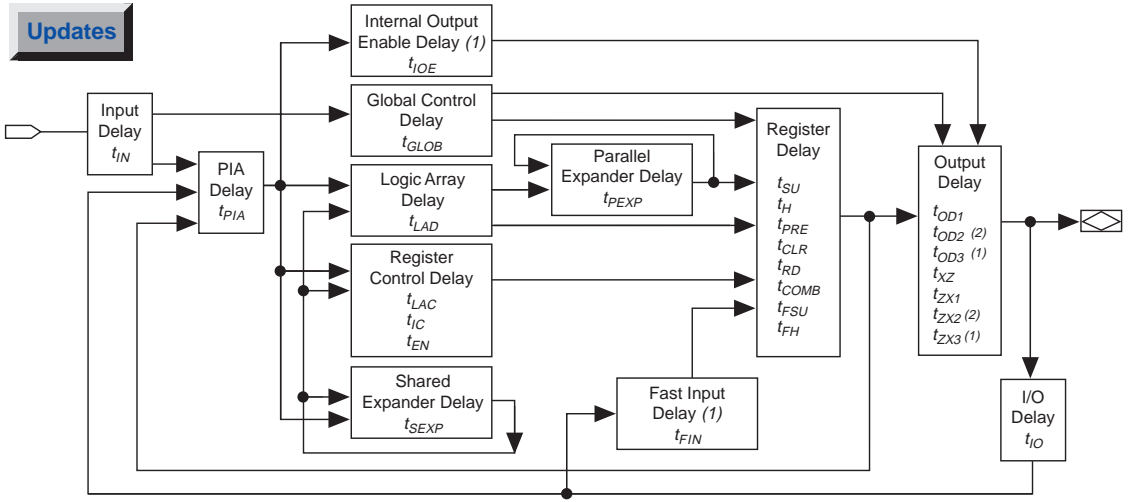 Updates
Internal Output
Enable Delay (1)
tIOE
Input
Delay
tIN
Global Control
Delay
tGLOB
PIA
Delay
tPIA
Logic Array
Delay
tLAD
Parallel
Expander Delay
tPEXP
Register
Control Delay
tLAC
tIC
tEN
Shared
Expander Delay
tSEXP
Fast Input
Delay (1)
tFIN
Register
Delay
tSU
tH
tPRE
tCLR
tRD
tCOMB
tFSU
tFH
Output
Delay
tOD1
tOD2 (2)
tOD3 (1)
tXZ
tZX1
tZX2 (2)
tZX3 (1)
I/O
Delay
tIO